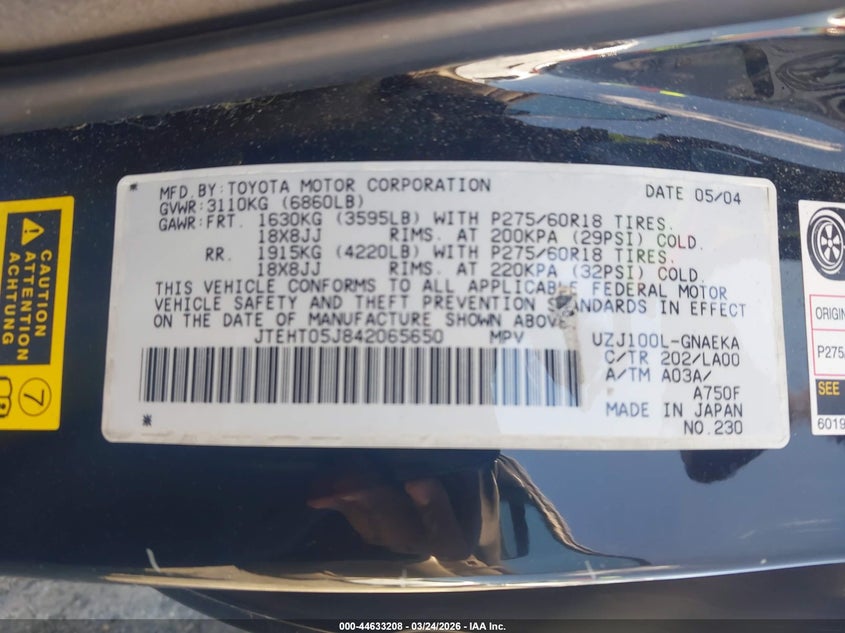 MFD. BY: TOYOTA MOTOR CORPORATION DATE 05/04
GVWR: 3110KG (6860LB)
GAWR: FRT. 1630KG (3595LB) WITH P275/60R18 TIRES.
18X8JJ RIMS. AT 200KPA (29PSI) COLD.
RR. 1915KG (4220LB) WITH P275/60R18 TIRES.
18X8JJ RIMS. AT 220KPA (32PSI) COLD.
THIS VEHICLE CONFORMS TO ALL APPLICABLE FEDERAL MOTOR
VEHICLE SAFETY AND THEFT PREVENTION STANDARDS IN EFFECT
ON THE DATE OF MANUFACTURE SHOWN ABOVE.
JTEHT05J842065650 MPV UZJ100L-GNAEKA
C/TR 202/LA00
A/TM A03A/
A750F
MADE IN JAPAN
NO.230
CAUTION
ATTENTION
ACHTUNG
7
ORIGIN
P275/
SEE
6019
000-44633208 - 03/24/2026 - IAA Inc.